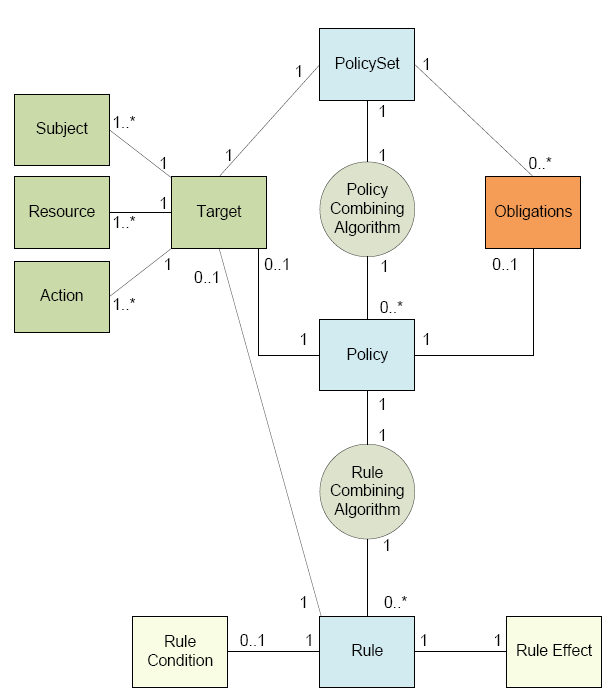 PolicySet
1
1
1
1
Subject
1..*
1
1
0..*
Policy
Combining
Algorithm
Resource
1..*
1
Target
Obligations
Action
1..*
1
0..1
0..1
1
0..1
0..*
1
Policy
1
1
1
Rule
Combining
Algorithm
1
1
0..*
Rule
Condition
0..1
1
Rule
1
1
Rule Effect